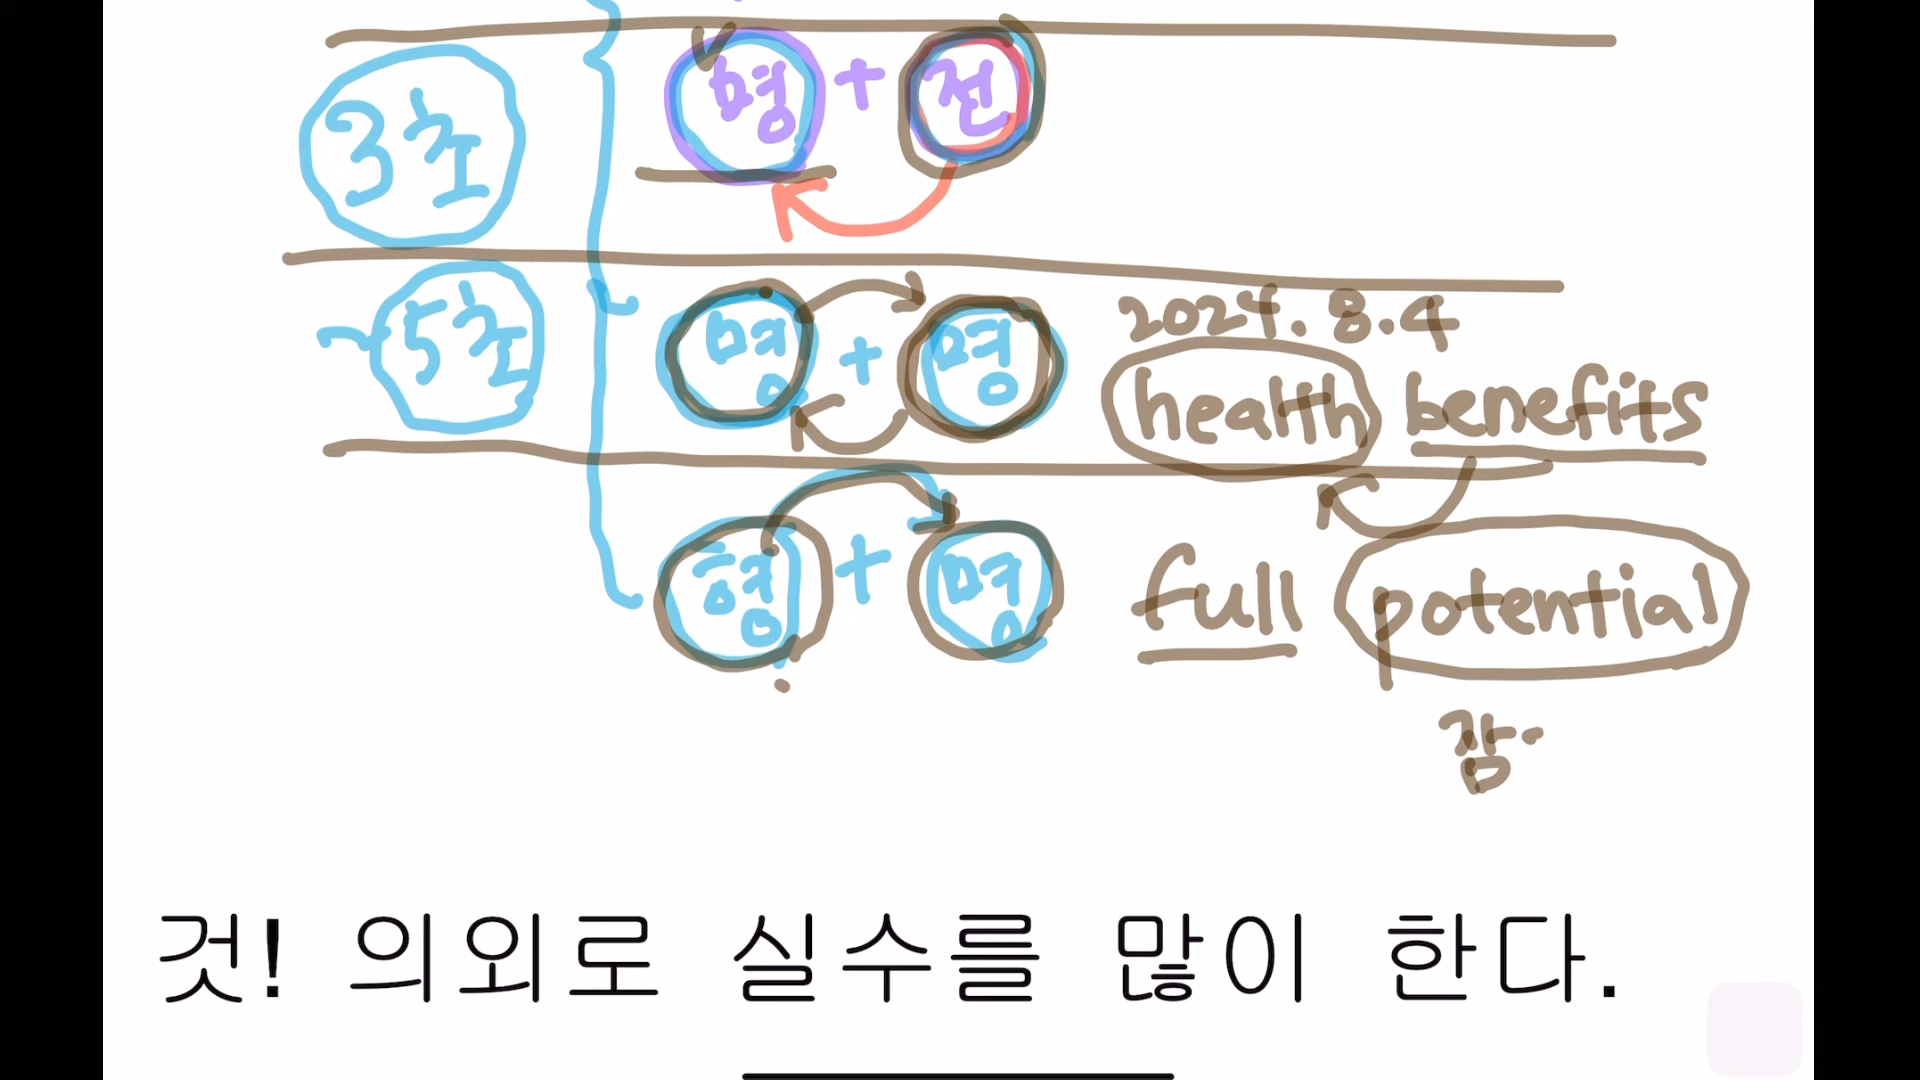 3초 명 + 전
~5초 명 + 명 2024. 8. 4
health benefits
형 + 명 full potential
잠
것! 의외로 실수를 많이 한다.